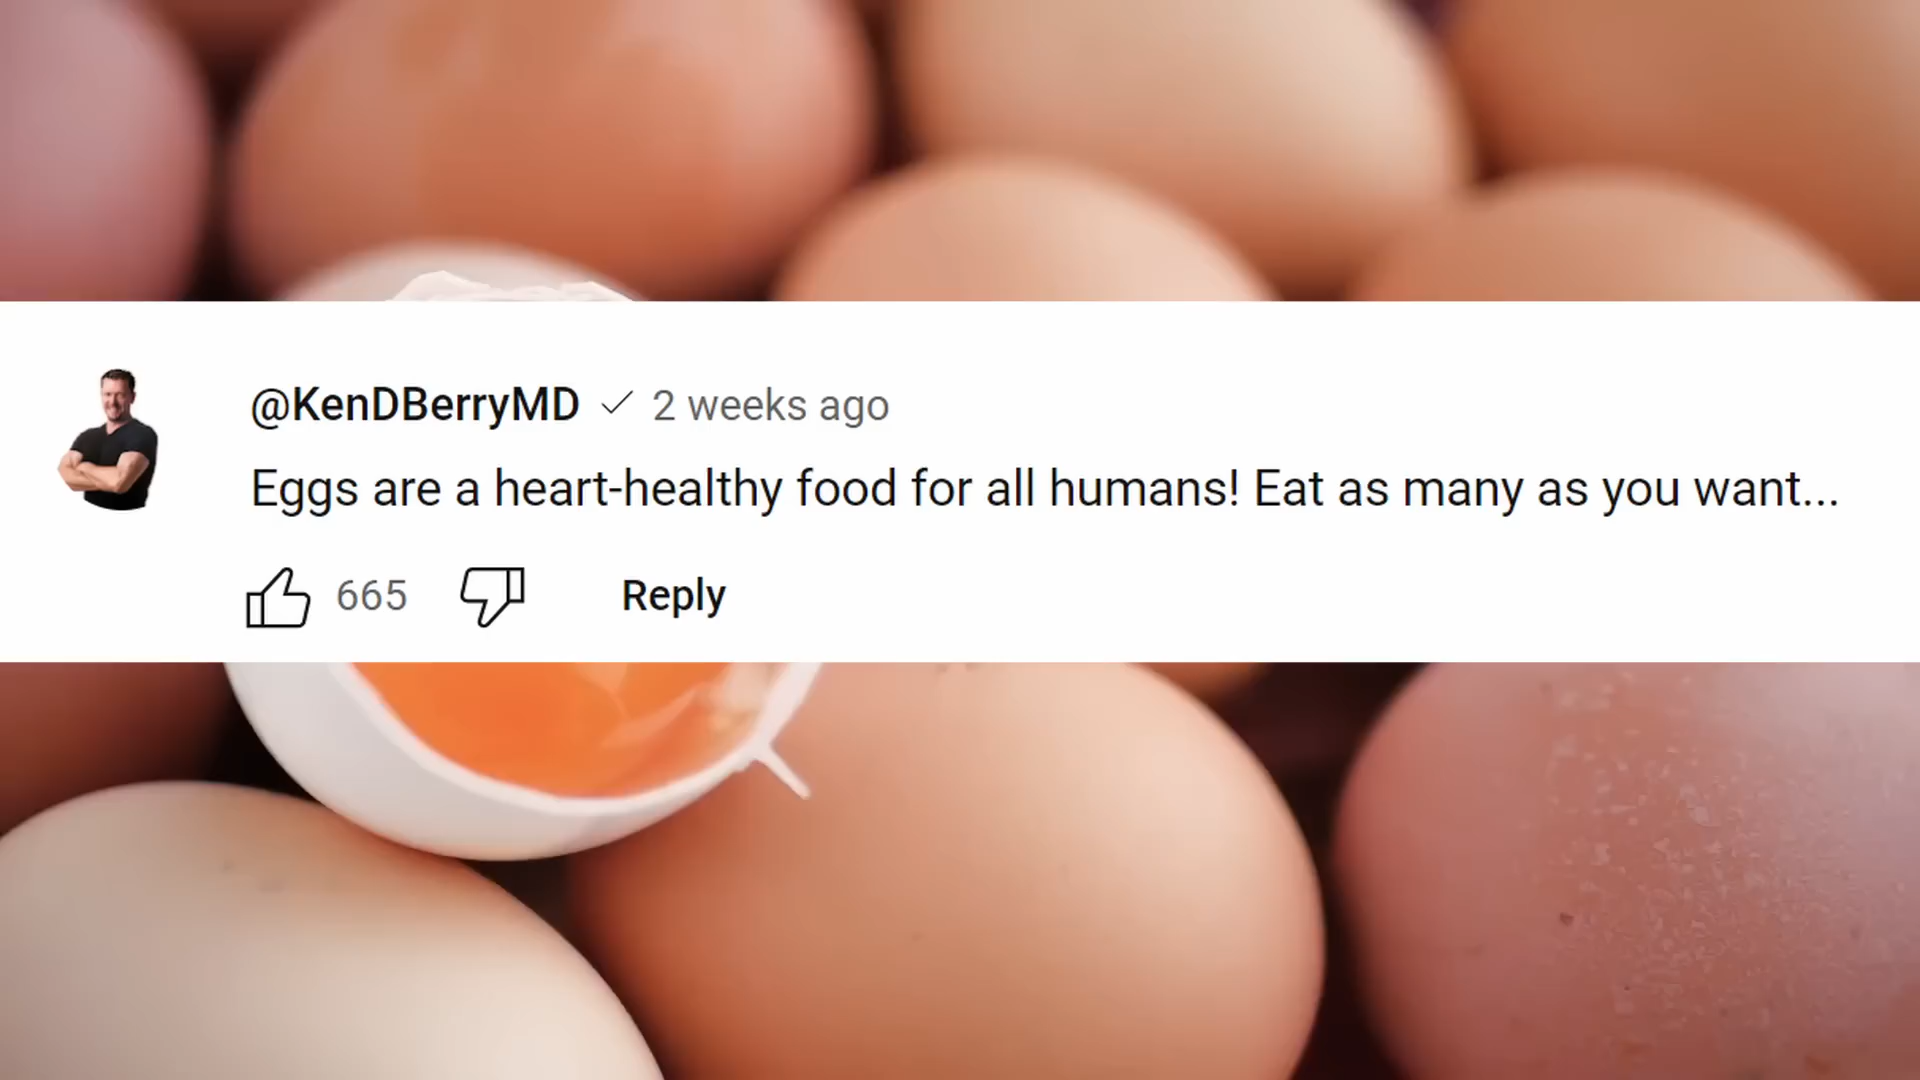 @KenDBerryMD 2 weeks ago
Eggs are a heart-healthy food for all humans! Eat as many as you want...
665 Reply